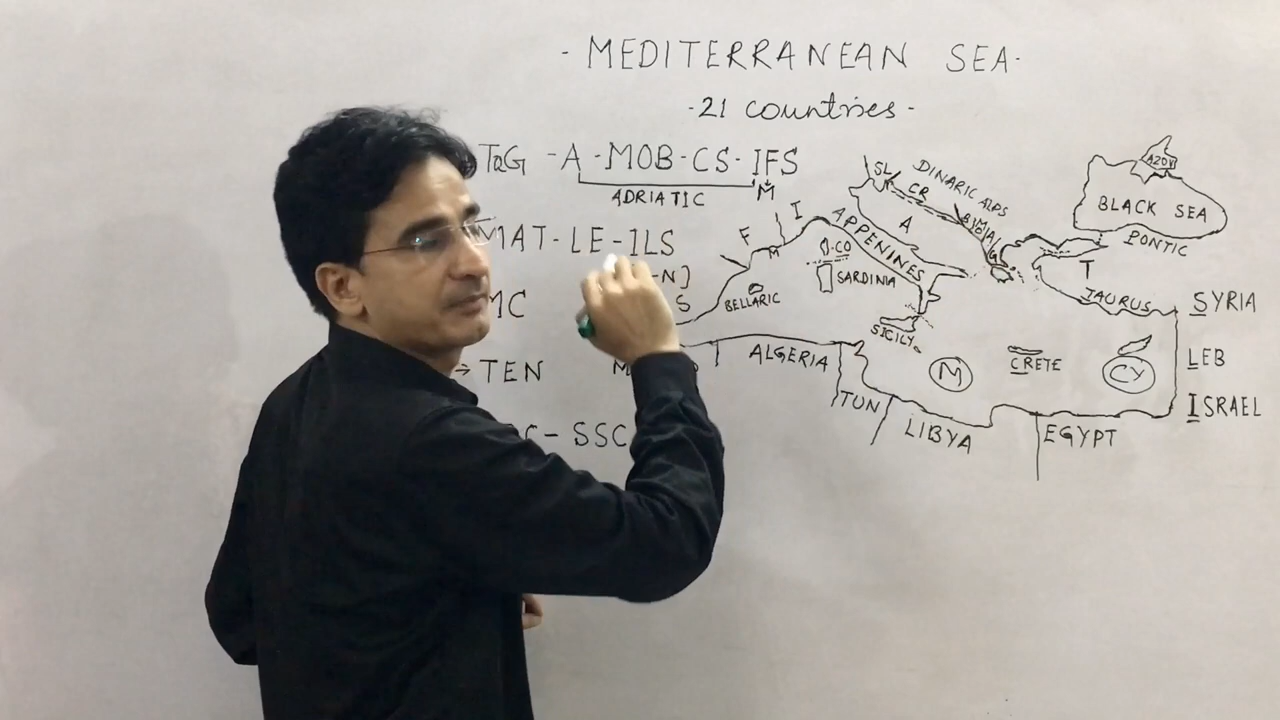 - MEDITERRANEAN SEA -
- 21 countries -
TaG - A - MOB - CS - IFS
ADRIATIC
M
MAT - LE - ILS
-N]
MC
S
→ TEN
- SSC
SL
CR
DINARIC ALPS
A
B
M
A
G
APPENINES
F
I
M
CO
SARDINIA
BELLARIC
SICILY
AZOV
BLACK SEA
PONTIC
T
TAURUS
SYRIA
LEB
ISRAEL
M
CRETE
CY
ALGERIA
TUN
LIBYA
EGYPT